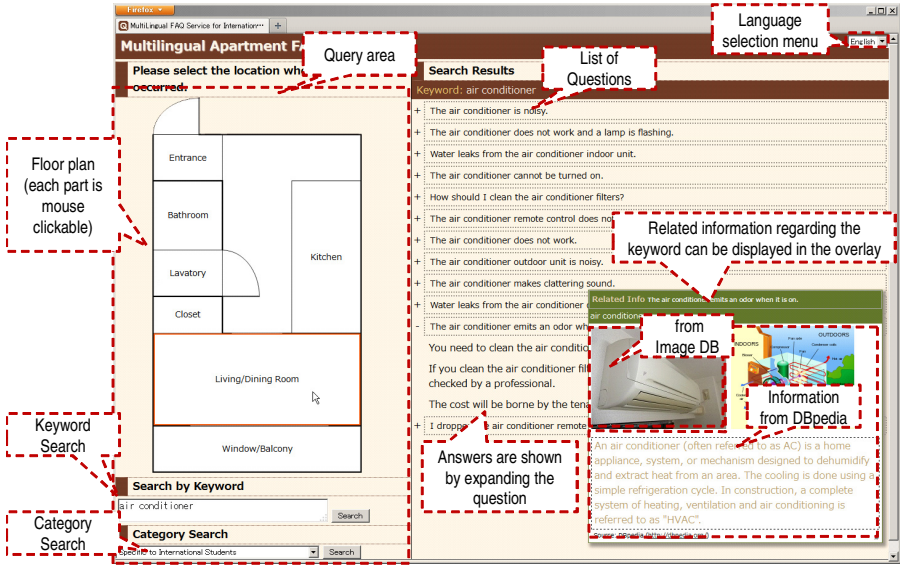 Firefox
MultiLingual FAQ Service for Internation···
Multilingual Apartment FA
English
Language
selection menu
Query area
Please select the location whe
occurred.
Entrance
Bathroom
Lavatory
Closet
Kitchen
Living/Dining Room
Window/Balcony
Floor plan
(each part is
mouse
clickable)
Keyword
Search
Search by Keyword
air conditioner
Search
Category
Search
Category Search
Specific to International Students
Search
Search Results
List of
Questions
Keyword: air conditioner
+ The air conditioner is noisy.
+ The air conditioner does not work and a lamp is flashing.
+ Water leaks from the air conditioner indoor unit.
+ The air conditioner cannot be turned on.
+ How should I clean the air conditioner filters?
+ The air conditioner remote control does not
+ The air conditioner does not work.
+ The air conditioner outdoor unit is noisy.
+ The air conditioner makes clattering sound.
+ Water leaks from the air conditioner
- The air conditioner emits an odor wh
You need to clean the air conditio
If you clean the air conditioner fil
checked by a professional.
The cost will be borne by the tena
+ I droppe e air conditioner remote
Answers are shown
by expanding the
question
Related information regarding the
keyword can be displayed in the overlay
Related Info The air conditioner emits an odor when it is on.
air conditione
from
Image DB
INDOORS
OUTDOORS
Fan
Information
from DBpedia
An air conditioner (often referred to as AC) is a home
appliance, system, or mechanism designed to dehumidify
and extract heat from an area. The cooling is done using a
simple refrigeration cycle. In construction, a complete
system of heating, ventilation and air conditioning is
referred to as "HVAC".
Source: DBpedia (http://dbpedia.org/)